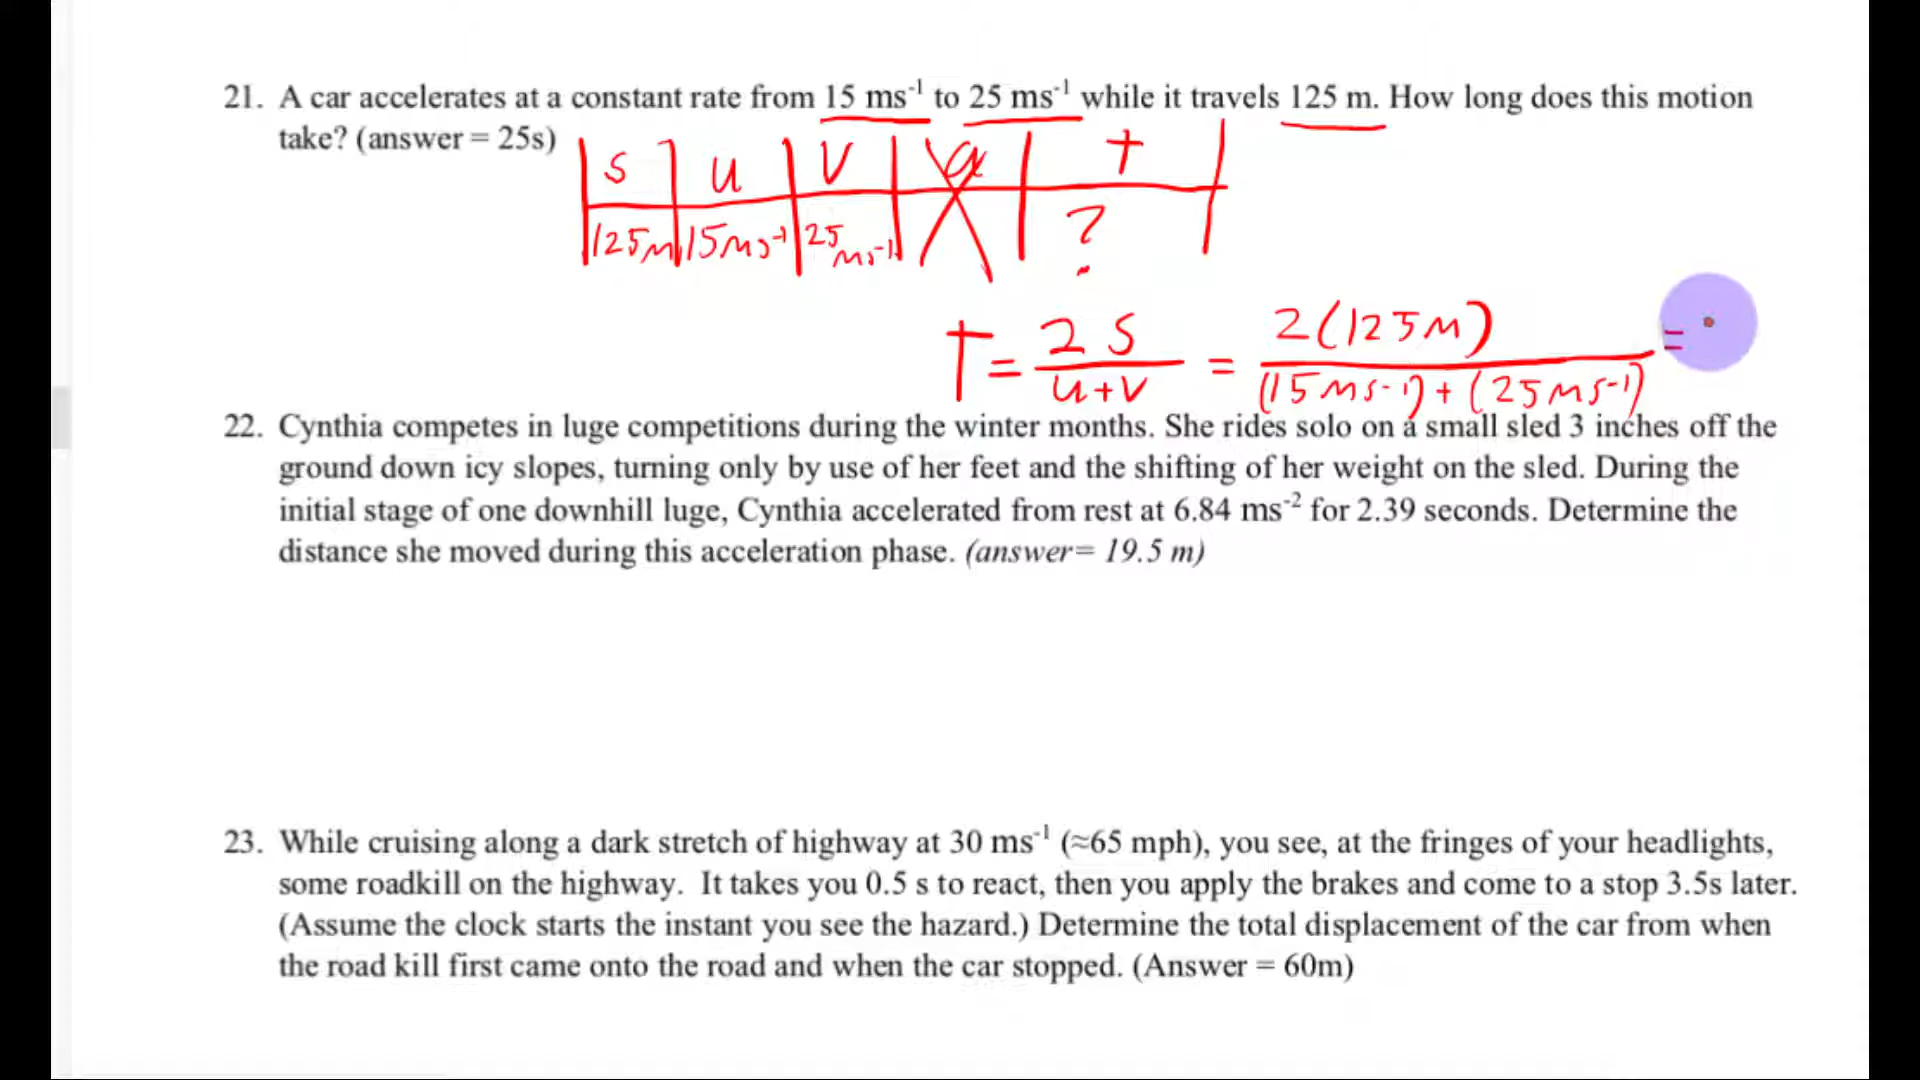 21. A car accelerates at a constant rate from 15 ms⁻¹ to 25 ms⁻¹ while it travels 125 m. How long does this motion
take? (answer = 25s)
s u v a t
125m 15ms⁻¹ 25 ms⁻¹ ?
T = 2 S / u+v = 2(125m) / (15ms-1) + (25ms-1) =
22. Cynthia competes in luge competitions during the winter months. She rides solo on a small sled 3 inches off the
ground down icy slopes, turning only by use of her feet and the shifting of her weight on the sled. During the
initial stage of one downhill luge, Cynthia accelerated from rest at 6.84 ms⁻² for 2.39 seconds. Determine the
distance she moved during this acceleration phase. (answer= 19.5 m)
23. While cruising along a dark stretch of highway at 30 ms⁻¹ (≈65 mph), you see, at the fringes of your headlights,
some roadkill on the highway. It takes you 0.5 s to react, then you apply the brakes and come to a stop 3.5s later.
(Assume the clock starts the instant you see the hazard.) Determine the total displacement of the car from when
the road kill first came onto the road and when the car stopped. (Answer = 60m)